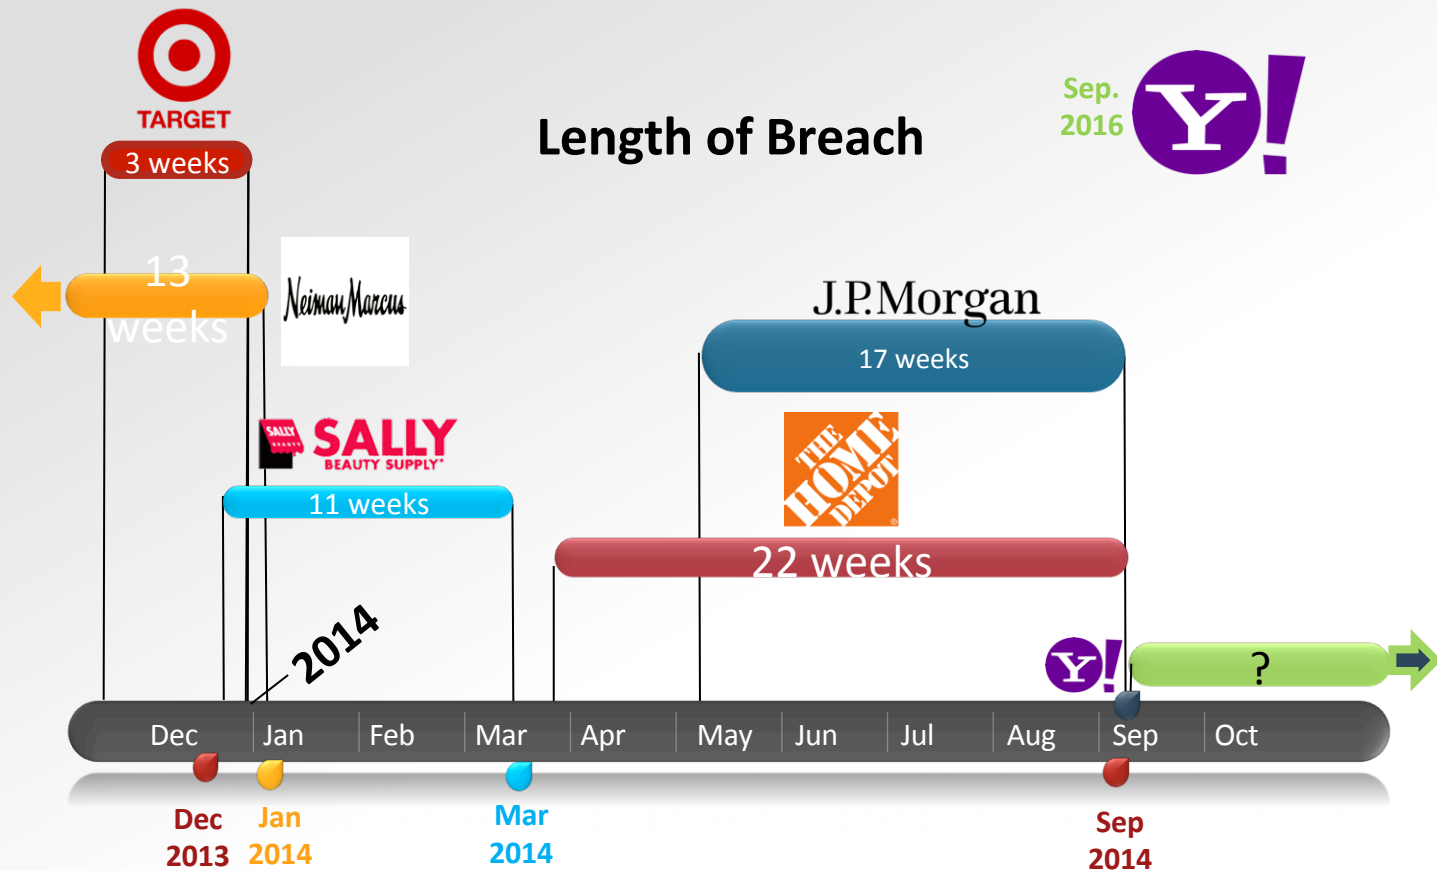 TARGET
3 weeks
Length of Breach
Sep.
2016
Y!
13
weeks
Neiman Marcus
J.P.Morgan
17 weeks
SALLY
SALLY
BEAUTY SUPPLY
11 weeks
THE
HOME
DEPOT
®
22 weeks
2014
Y!
?
Dec
Jan
Feb
Mar
Apr
May
Jun
Jul
Aug
Sep
Oct
Dec
2013
Jan
2014
Mar
2014
Sep
2014